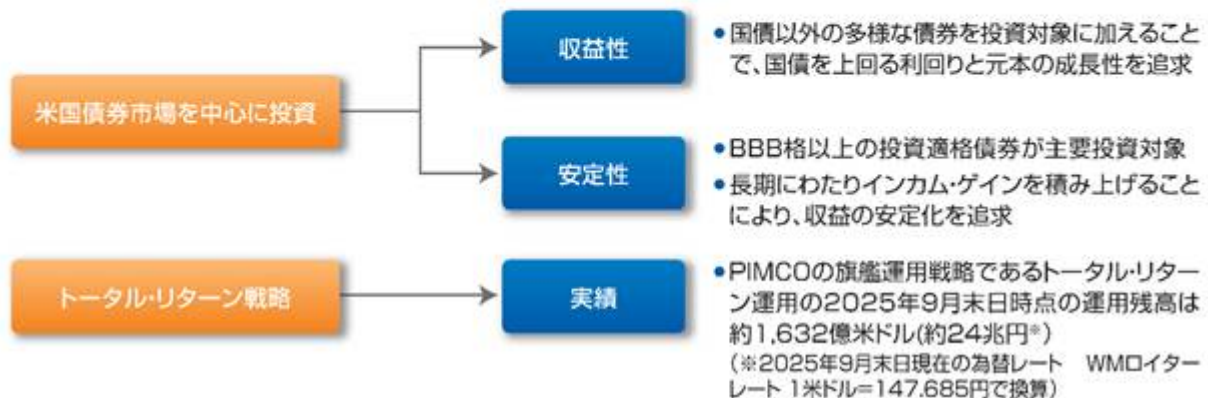 米国債券市場を中心に投資
収益性
●国債以外の多様な債券を投資対象に加えること
で、国債を上回る利回りと元本の成長性を追求
安定性
●BBB格以上の投資適格債券が主要投資対象
●長期にわたりインカム・ゲインを積み上げること
により、収益の安定化を追求
トータル・リターン戦略
実績
●PIMCOの旗艦運用戦略であるトータル・リター
ン運用の2025年9月末日時点の運用残高は
約1,632億米ドル(約24兆円※)
(※2025年9月末日現在の為替レート　WMロイター
レート 1米ドル=147.685円で換算)